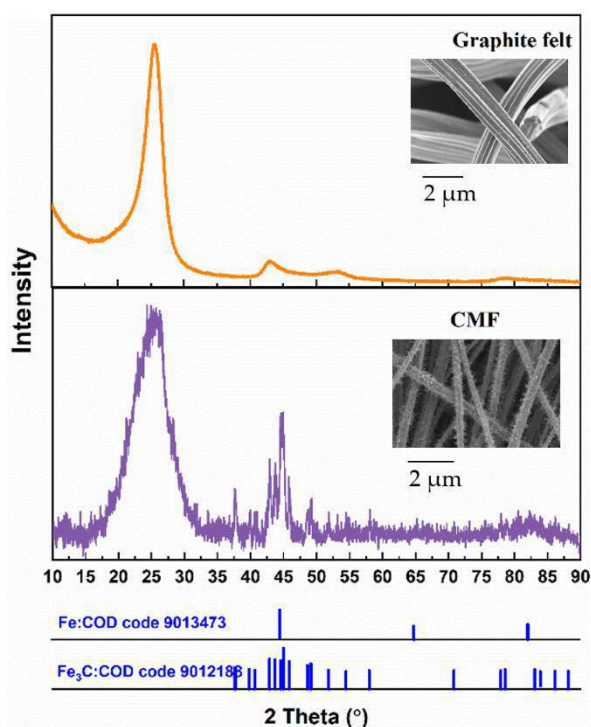 Graphite felt
2 μm
Intensity
CMF
2 μm
10 15 20 25 30 35 40 45 50 55 60 65 70 75 80 85 90
Fe:COD code 9013473
Fe₃C:COD code 9012188
2 Theta (°)